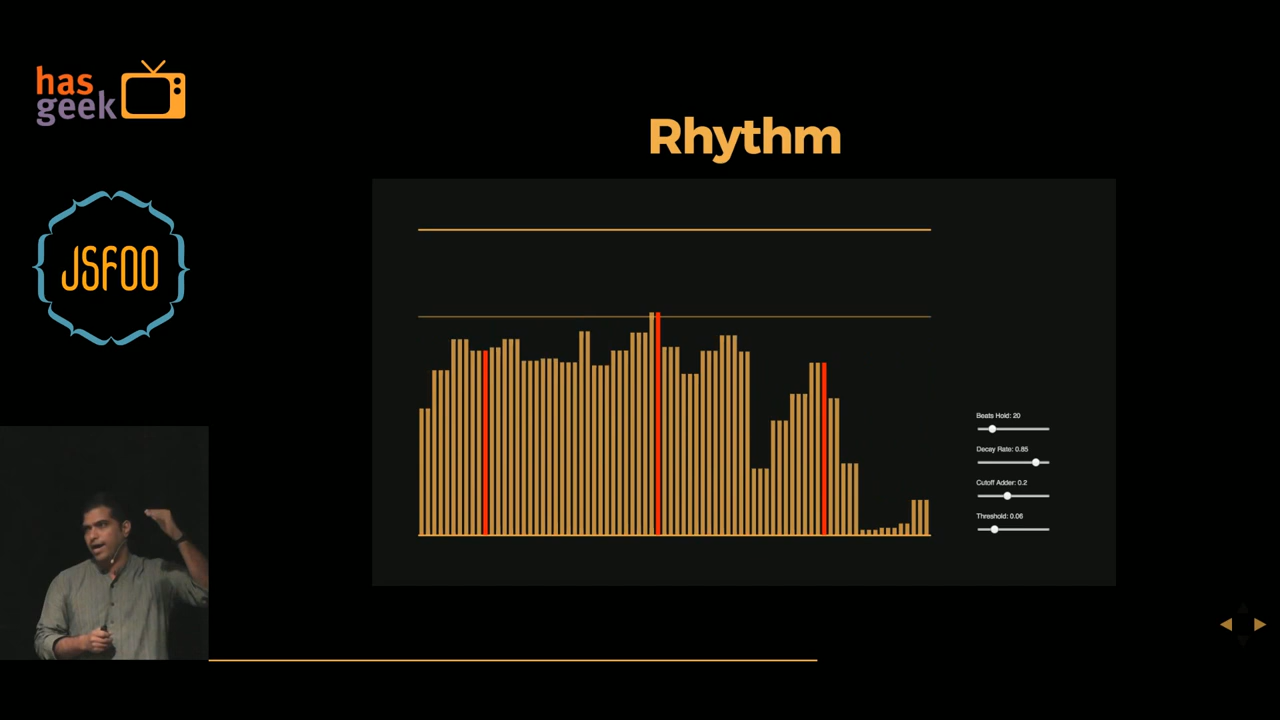 has
geek
JSFOO
Rhythm
Beats Hold: 20
Decay Rate: 0.85
Cutoff Adder: 0.2
Threshold: 0.06